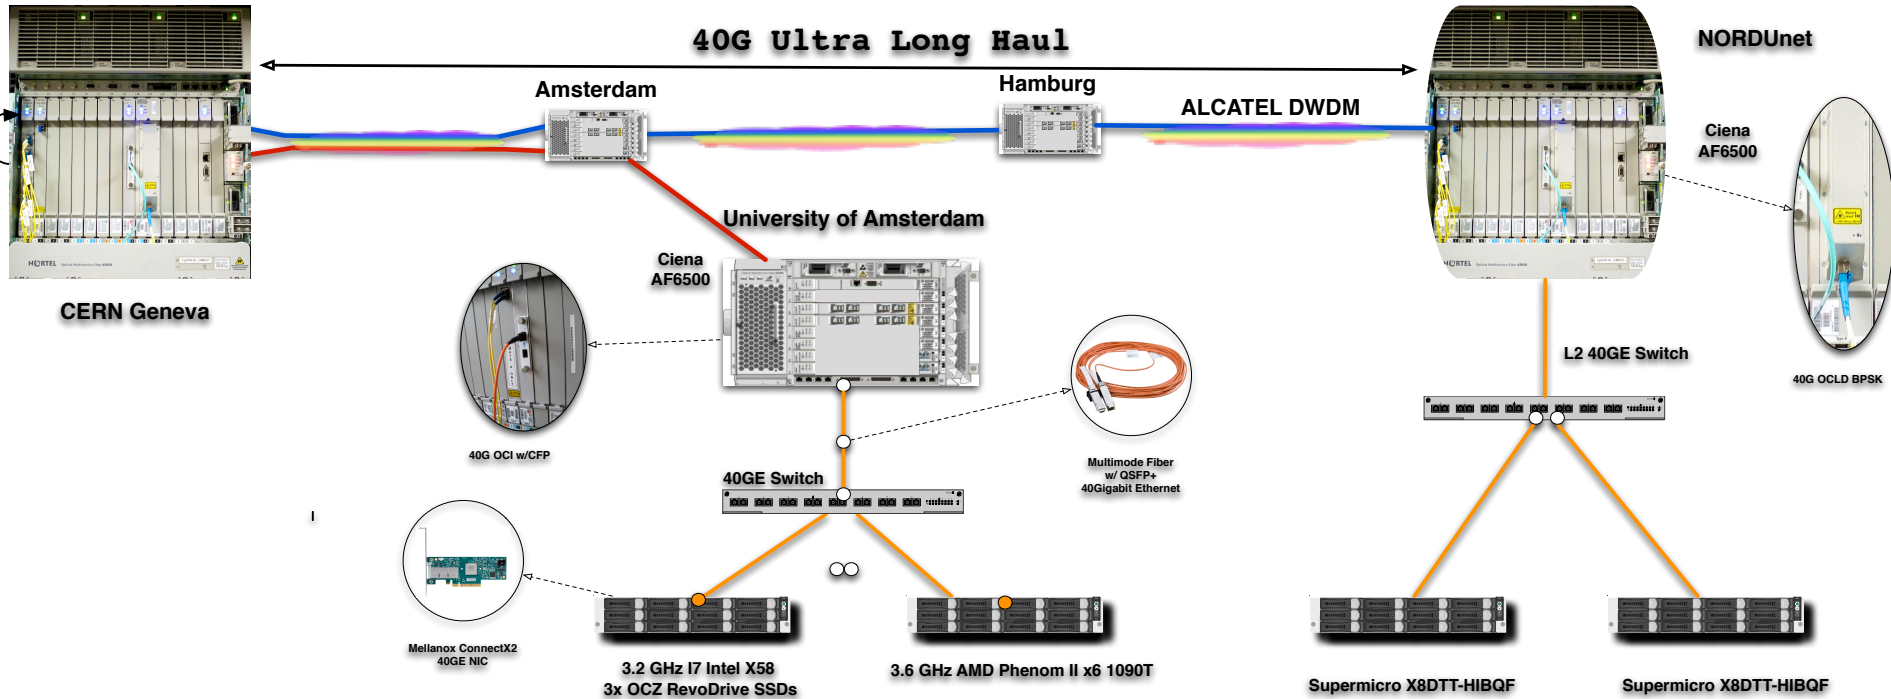 40G Ultra Long Haul
NORDUnet
Amsterdam
Hamburg
ALCATEL DWDM
Ciena
AF6500
University of Amsterdam
Ciena
AF6500
NORTEL
NORTEL
CERN Geneva
L2 40GE Switch
40G OCLD BPSK
40G OCI w/CFP
Multimode Fiber
w/ QSFP+
40Gigabit Ethernet
40GE Switch
I
Mellanox ConnectX2
40GE NIC
3.2 GHz I7 Intel X58
3x OCZ RevoDrive SSDs
3.6 GHz AMD Phenom II x6 1090T
Supermicro X8DTT-HIBQF
Supermicro X8DTT-HIBQF